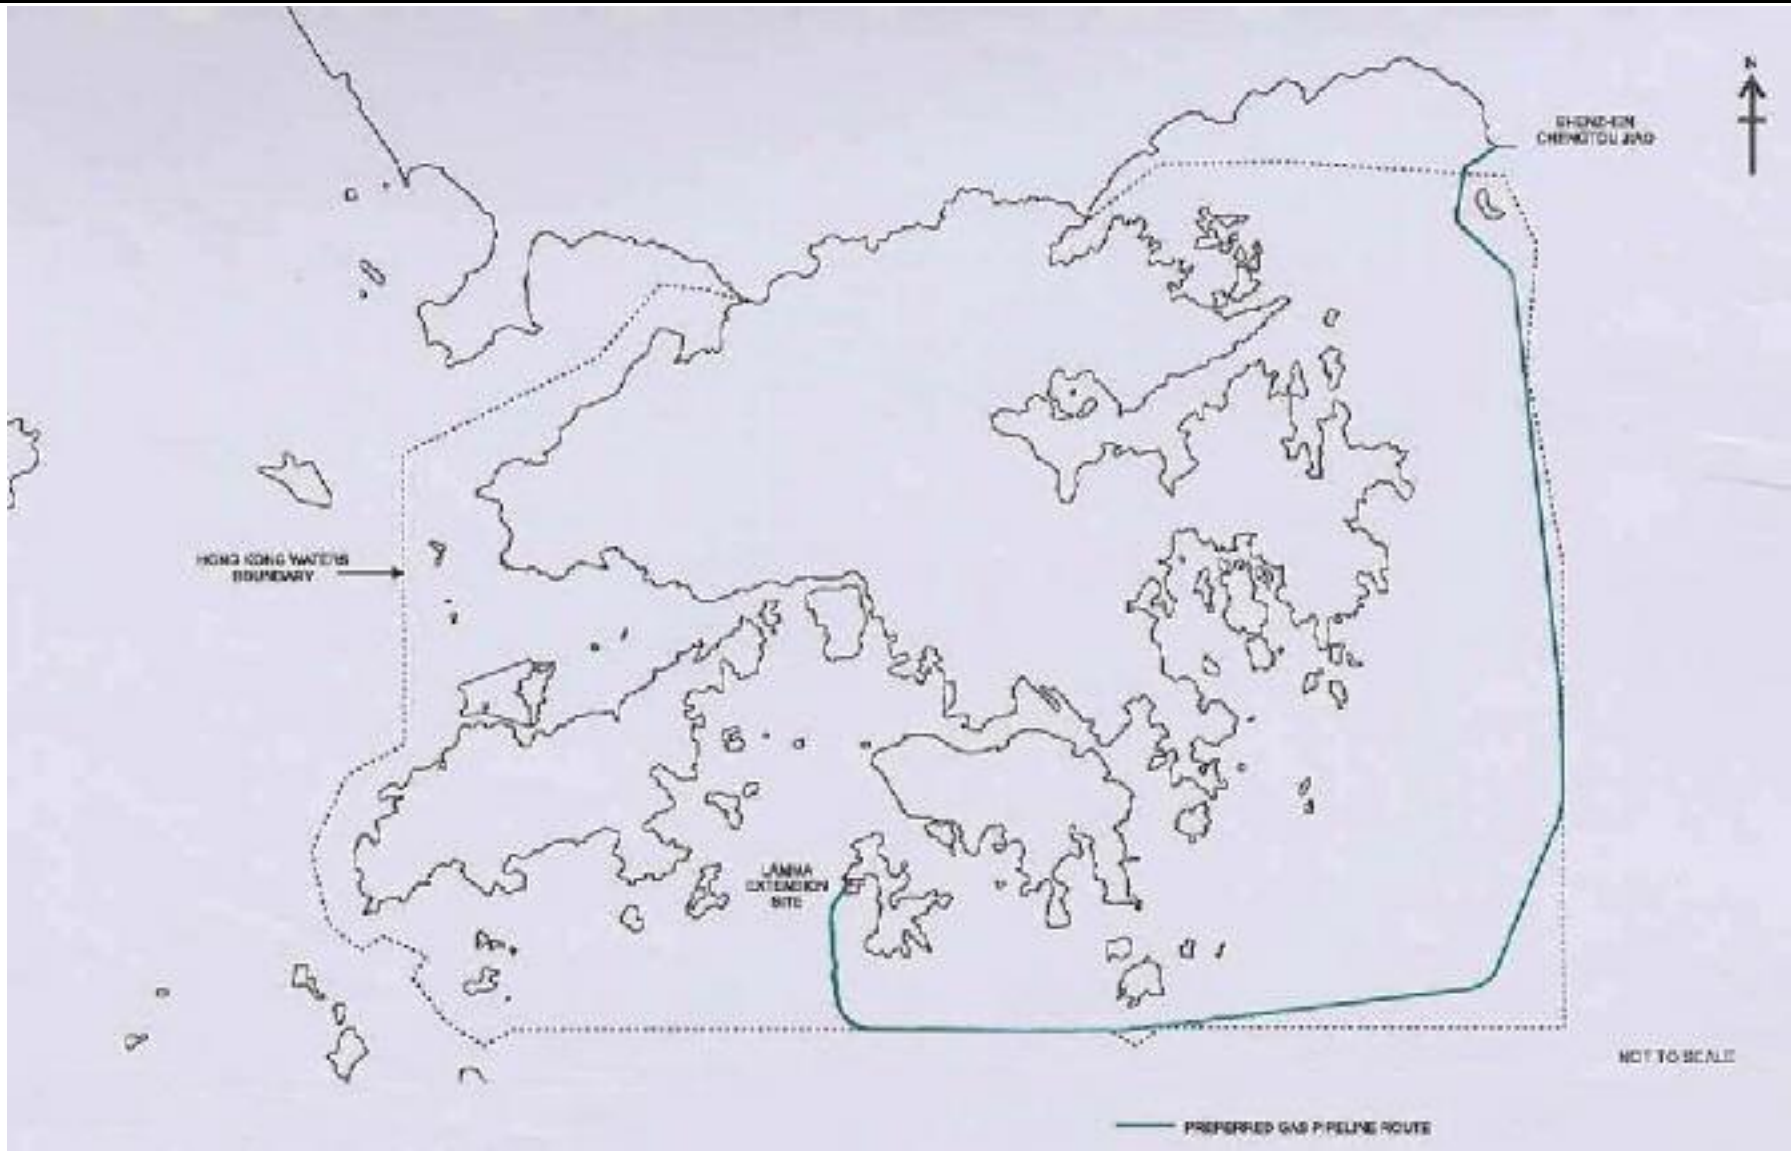 N
SHENZHEN
CHENGTOU JIAO
HONG KONG WATERS
BOUNDARY
LAMMA
EXTENSION
SITE
NOT TO SCALE
PREFERRED GAS PIPELINE ROUTE